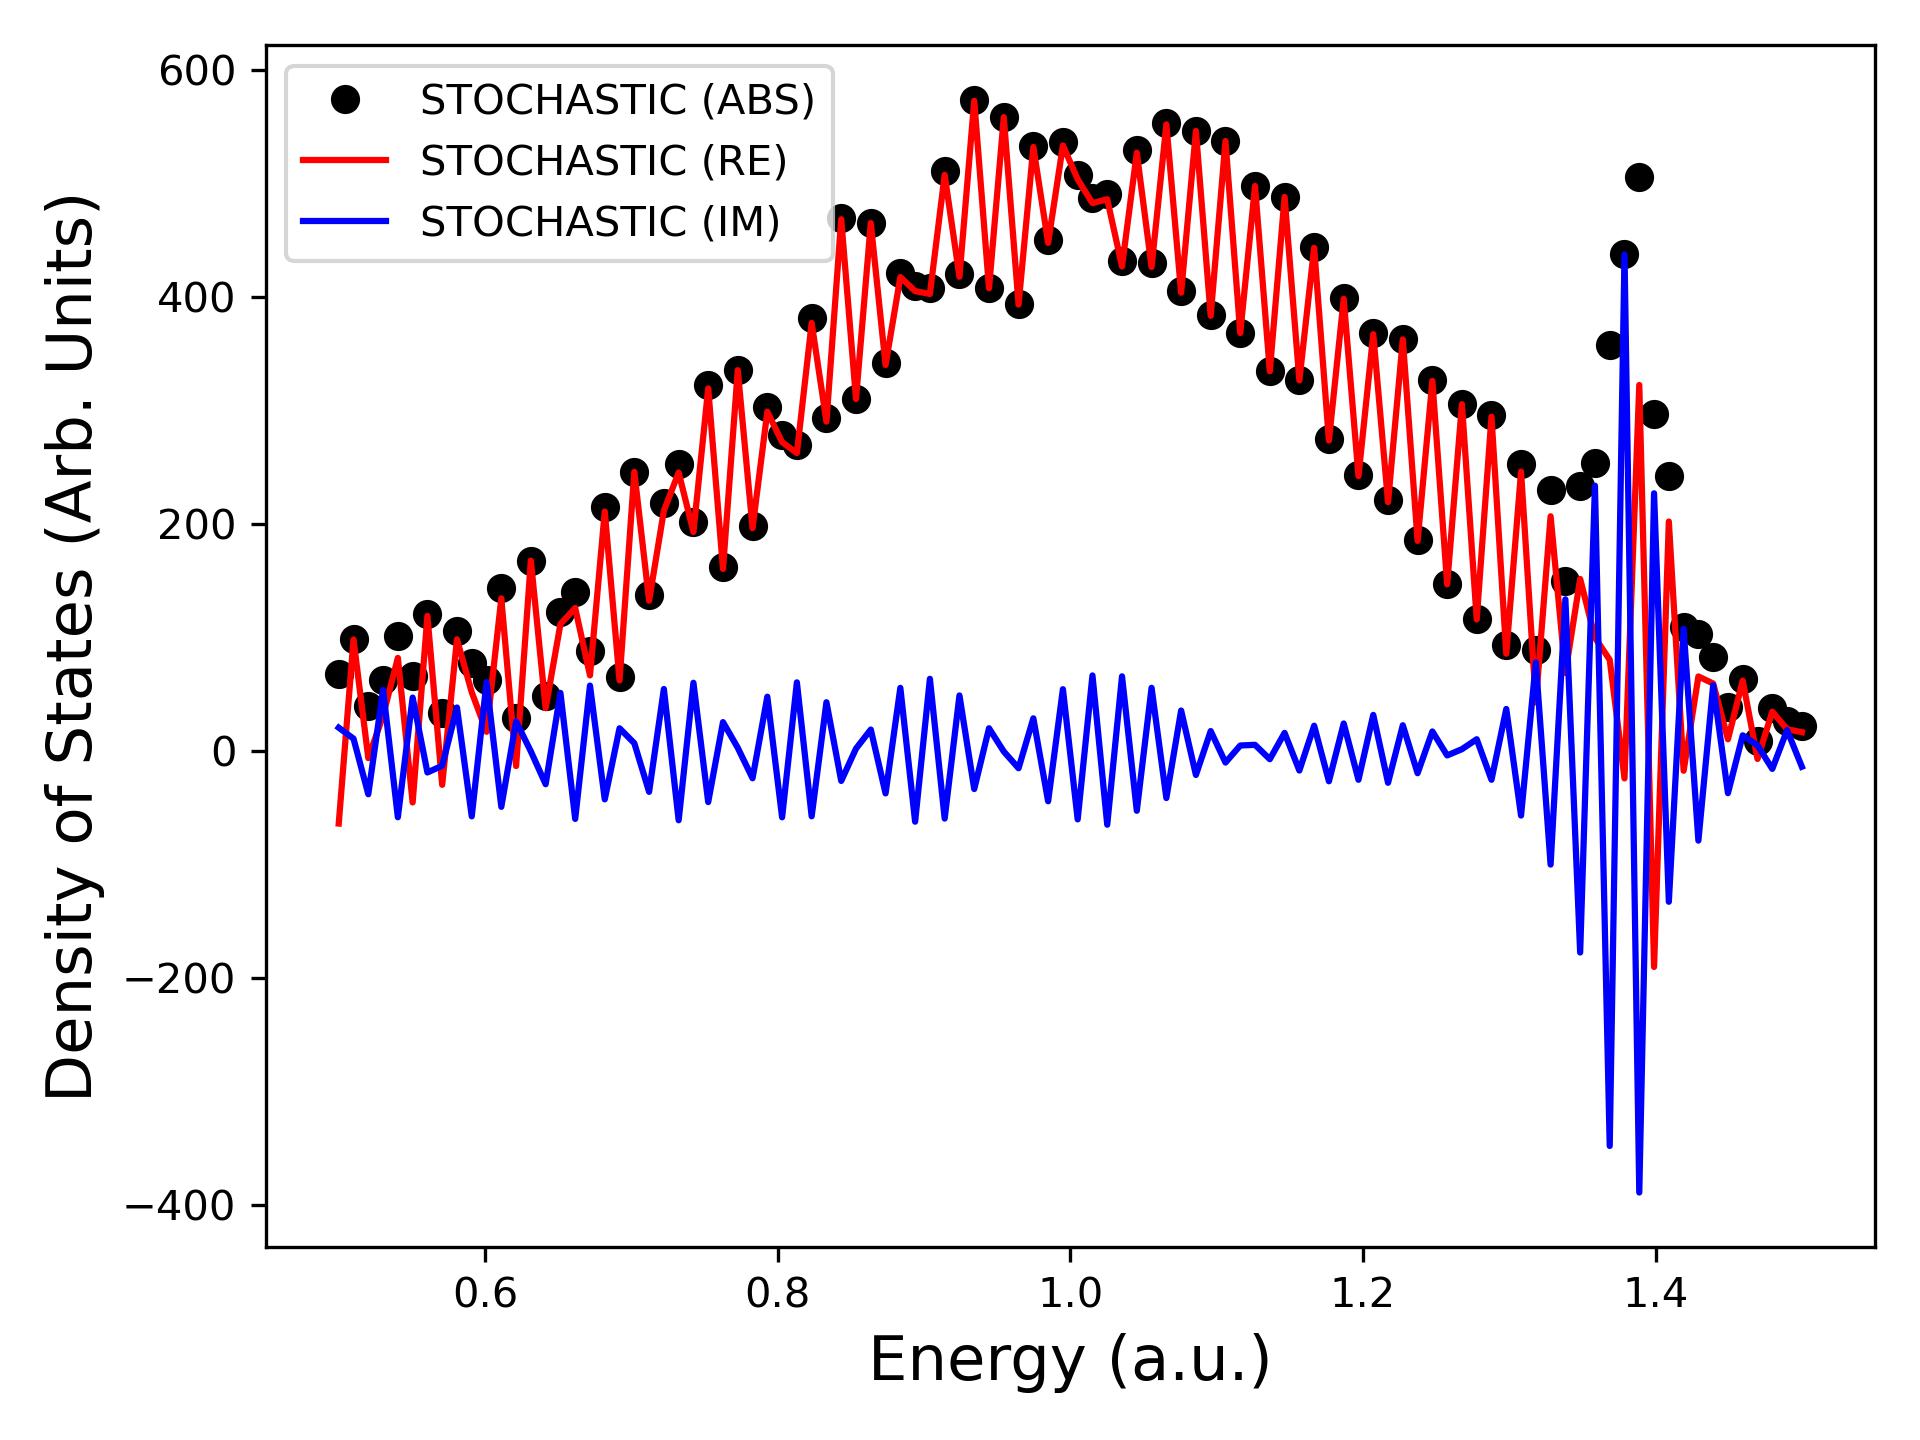 600
400
200
0
−200
−400
Density of States (Arb. Units)
STOCHASTIC (ABS)
STOCHASTIC (RE)
STOCHASTIC (IM)
0.6 0.8 1.0 1.2 1.4
Energy (a.u.)